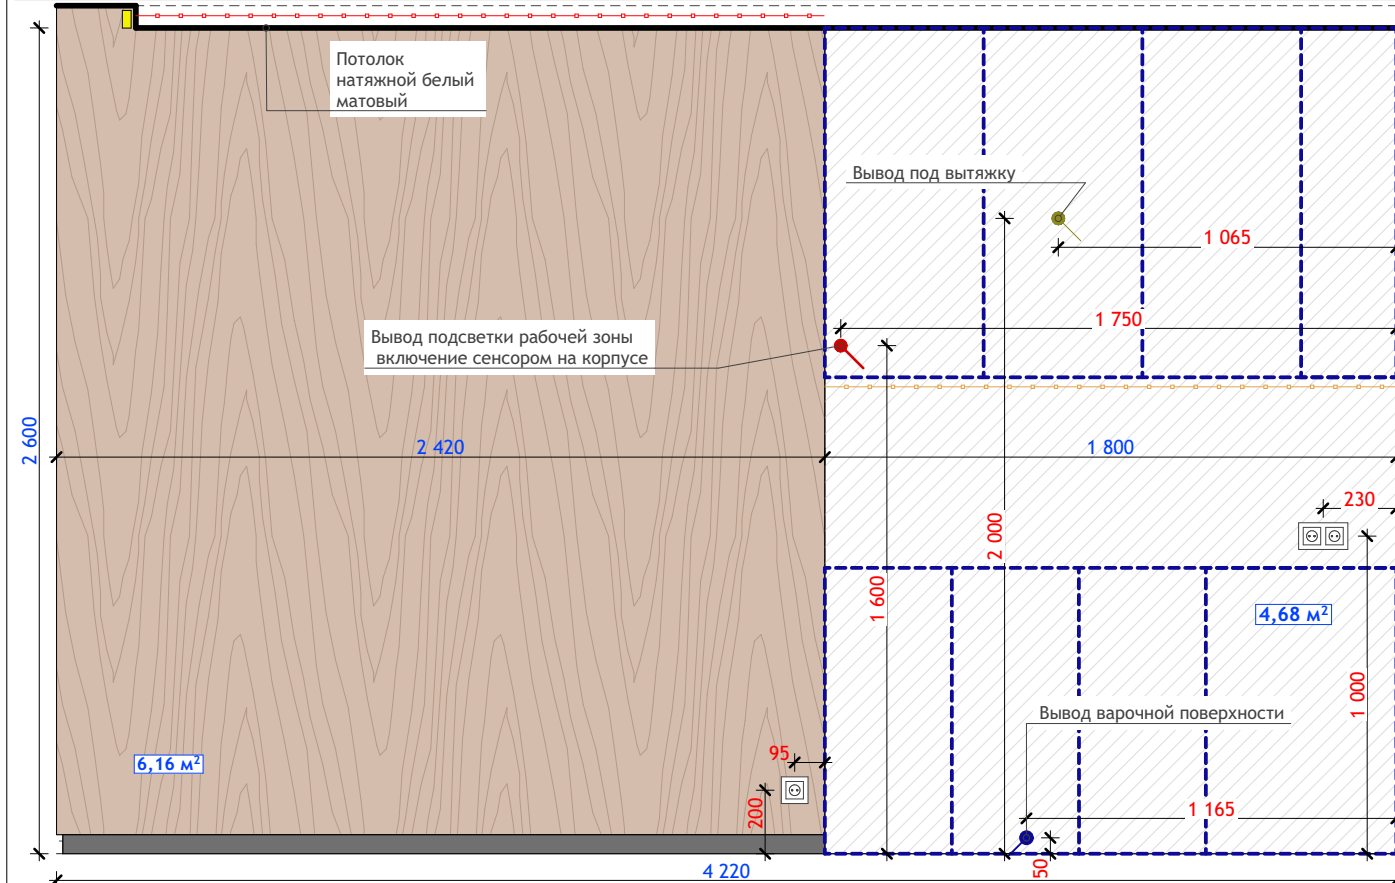 Потолок
натяжной белый
матовый
Вывод под вытяжку
1 065
1 750
Вывод подсветки рабочей зоны
включение сенсором на корпусе
2 600
2 420
1 800
230
2 000
1 600
4,68 м²
1 000
Вывод варочной поверхности
95
6,16 м²
200
1 165
50
4 220